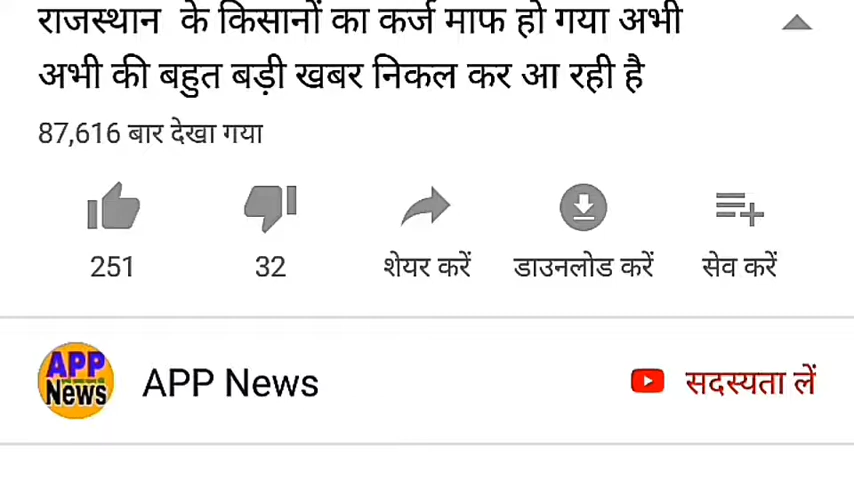 राजस्थान के किसानों का कर्ज माफ हो गया अभी
अभी की बहुत बड़ी खबर निकल कर आ रही है
87,616 बार देखा गया
251
32
शेयर करें
डाउनलोड करें
सेव करें
APP
News
APP News
सदस्यता लें